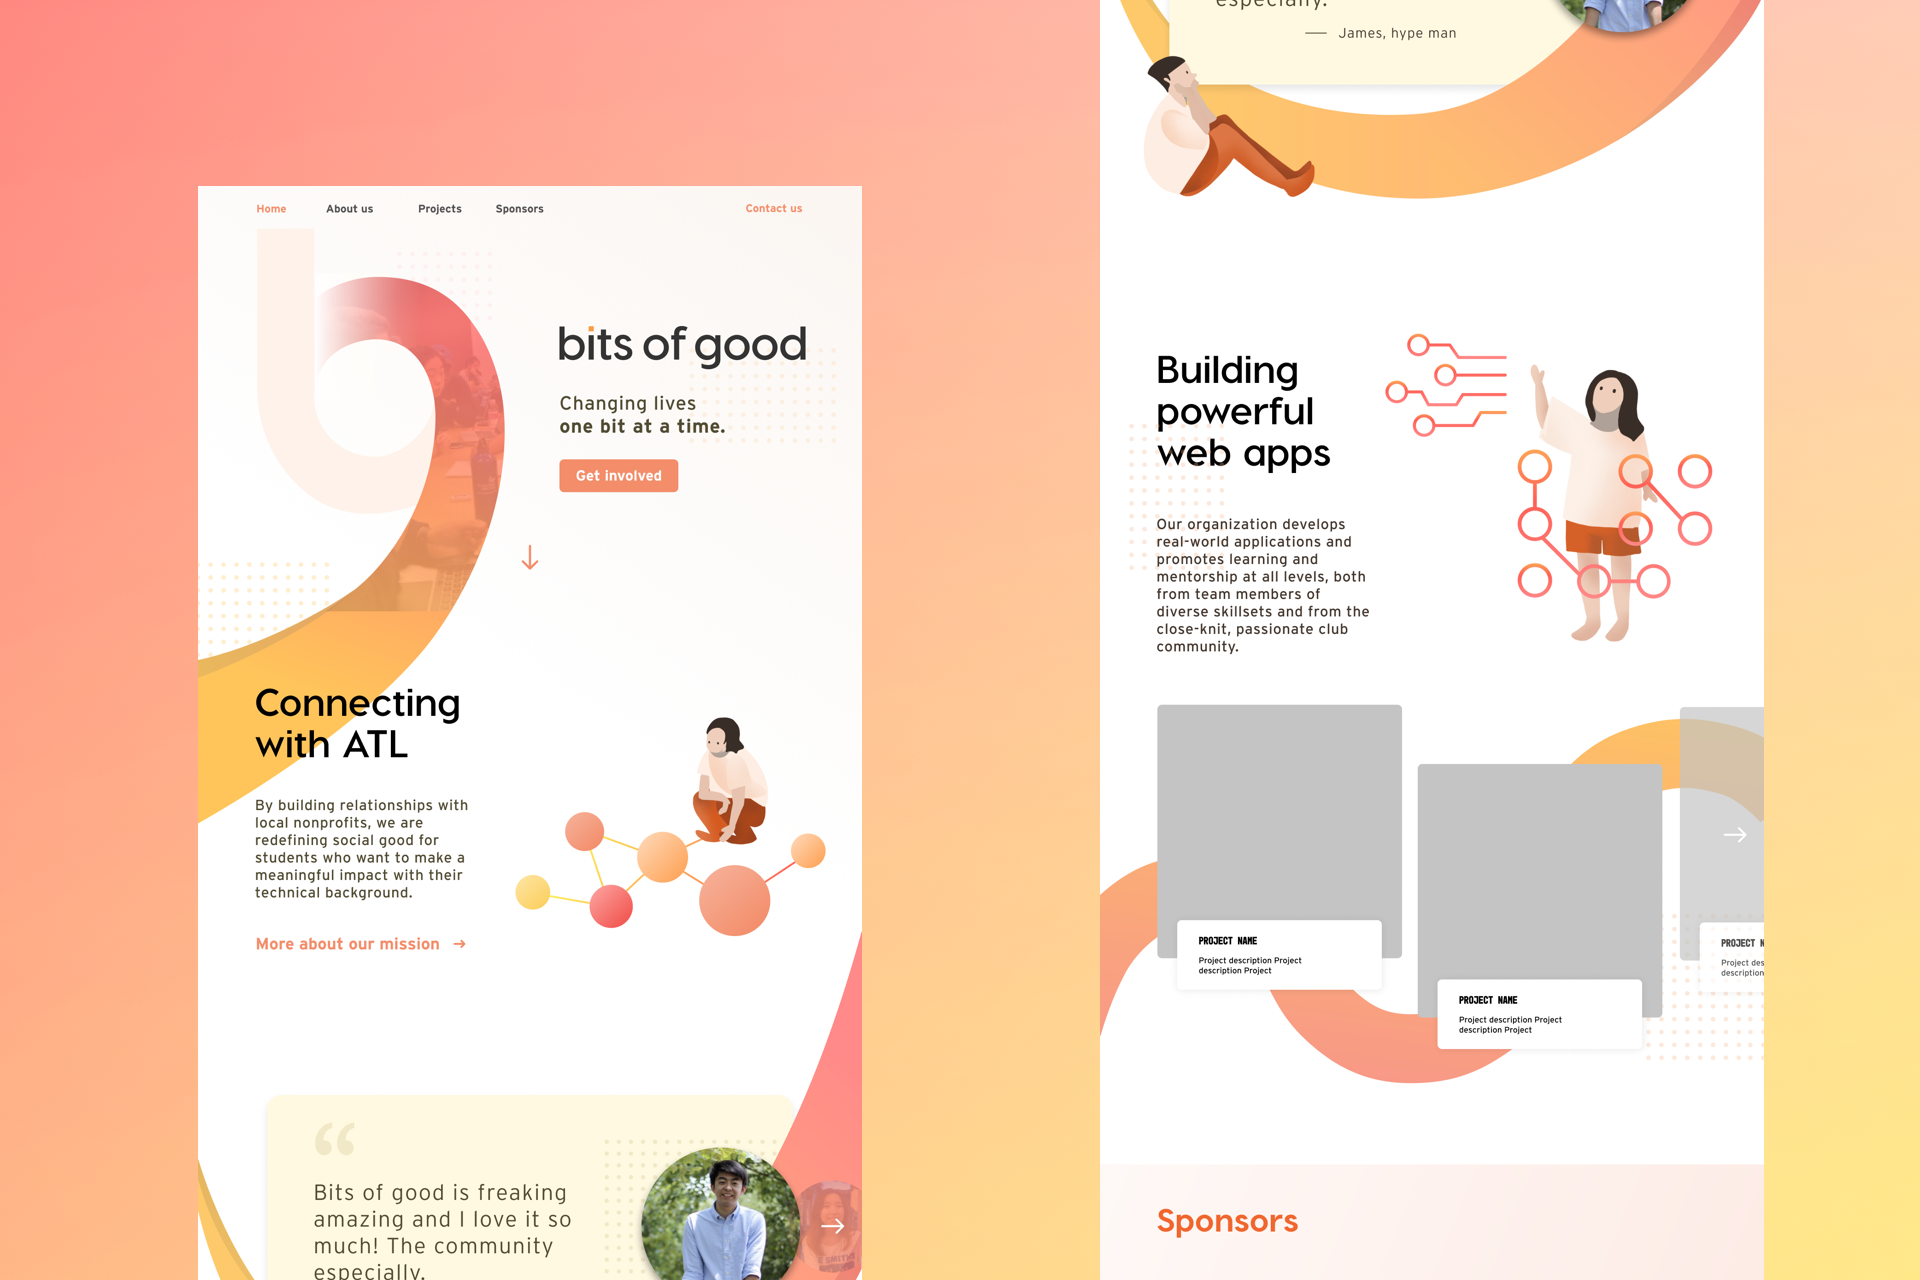 Home
About us
Projects
Sponsors
Contact us
bits of good
Changing lives
one bit at a time.
Get involved
Connecting
with ATL
By building relationships with
local nonprofits, we are
redefining social good for
students who want to make a
meaningful impact with their
technical background.
More about our mission
“
Bits of good is freaking
amazing and I love it so
much! The community
especially.
especially.
— James, hype man
Building
powerful
web apps
Our organization develops
real-world applications and
promotes learning and
mentorship at all levels, both
from team members of
diverse skillsets and from the
close-knit, passionate club
community.
PROJECT NAME
Project description Project
description Project
PROJECT NAME
Project description Project
description Project
PROJECT N
Project des
description
Sponsors